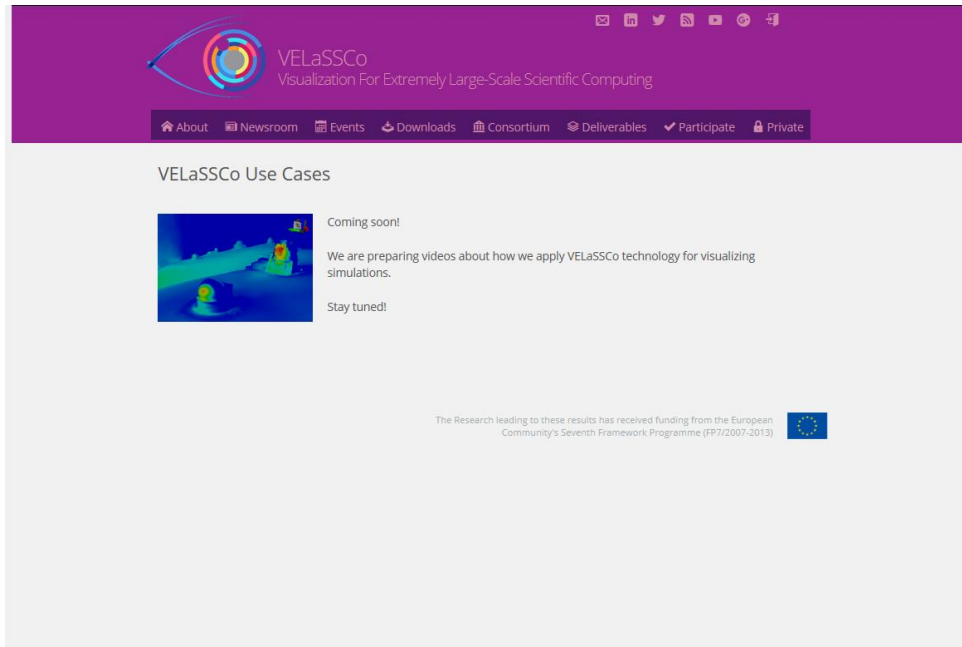 VELaSSCo
Visualization For Extremely Large-Scale Scientific Computing
About Newsroom Events Downloads Consortium Deliverables Participate Private
VELaSSCo Use Cases
Coming soon!
We are preparing videos about how we apply VELaSSCo technology for visualizing
simulations.
Stay tuned!
The Research leading to these results has received funding from the European
Community's Seventh Framework Programme (FP7/2007-2013)